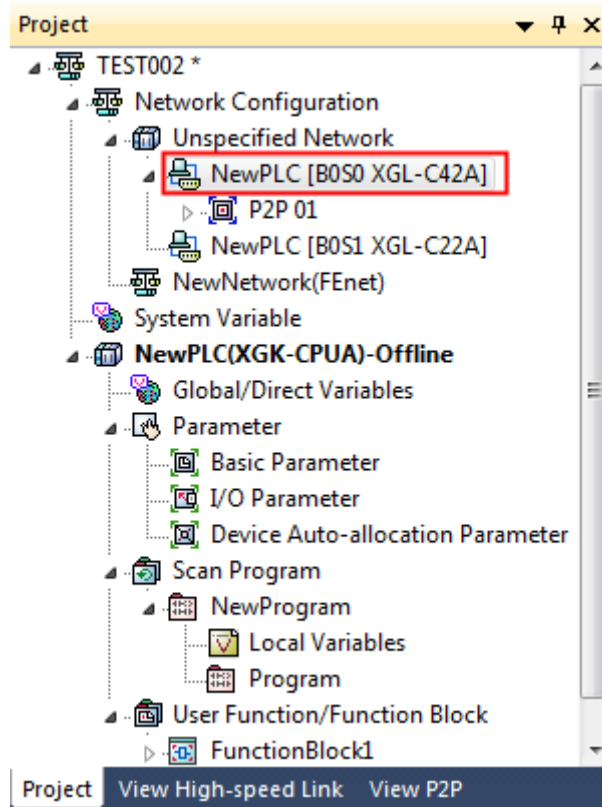 Project
TEST002 *
Network Configuration
Unspecified Network
NewPLC [B0S0 XGL-C42A]
P2P 01
NewPLC [B0S1 XGL-C22A]
NewNetwork(FEnet)
System Variable
NewPLC(XGK-CPUA)-Offline
Global/Direct Variables
Parameter
Basic Parameter
I/O Parameter
Device Auto-allocation Parameter
Scan Program
NewProgram
Local Variables
Program
User Function/Function Block
FunctionBlock1
Project View High-speed Link View P2P